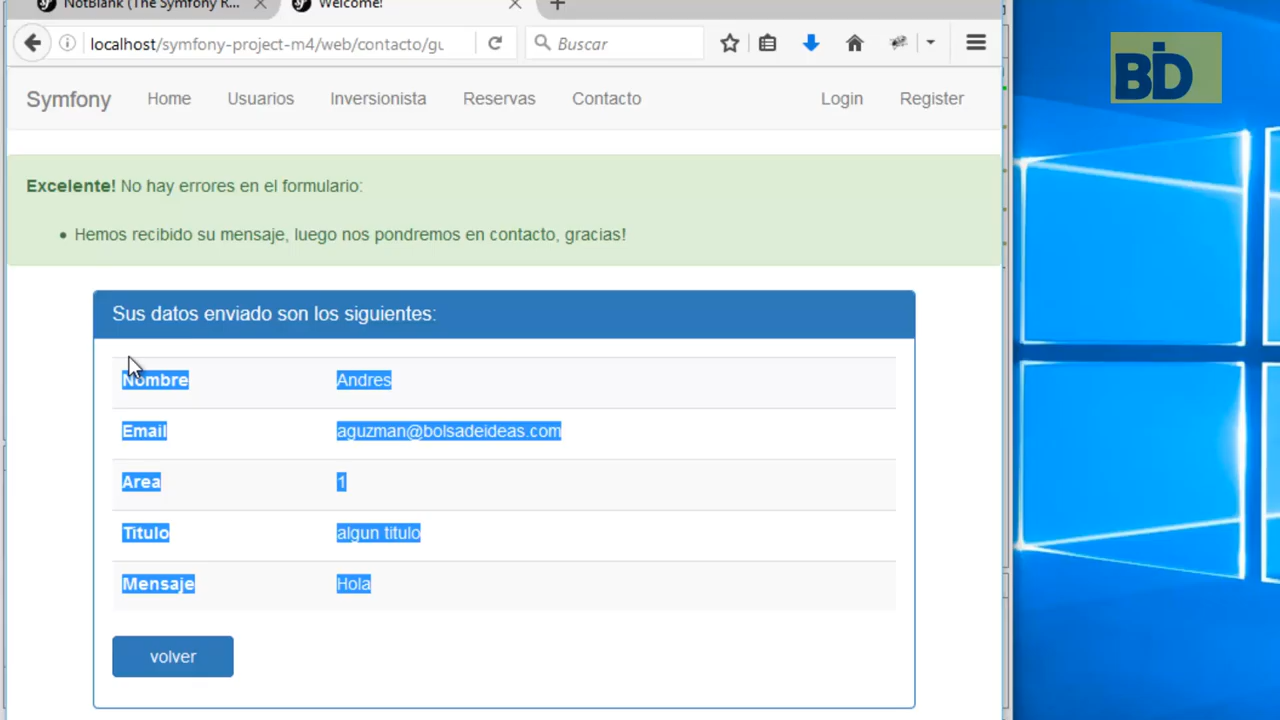 NotBlank (The Symfony R... Welcome!
localhost/symfony-project-m4/web/contacto/gu Buscar
BID
Symfony Home Usuarios Inversionista Reservas Contacto Login Register
Excelente! No hay errores en el formulario:
• Hemos recibido su mensaje, luego nos pondremos en contacto, gracias!
Sus datos enviado son los siguientes:
Nombre Andres
Email aguzman@bolsadeideas.com
Area 1
Titulo algun titulo
Mensaje Hola
volver